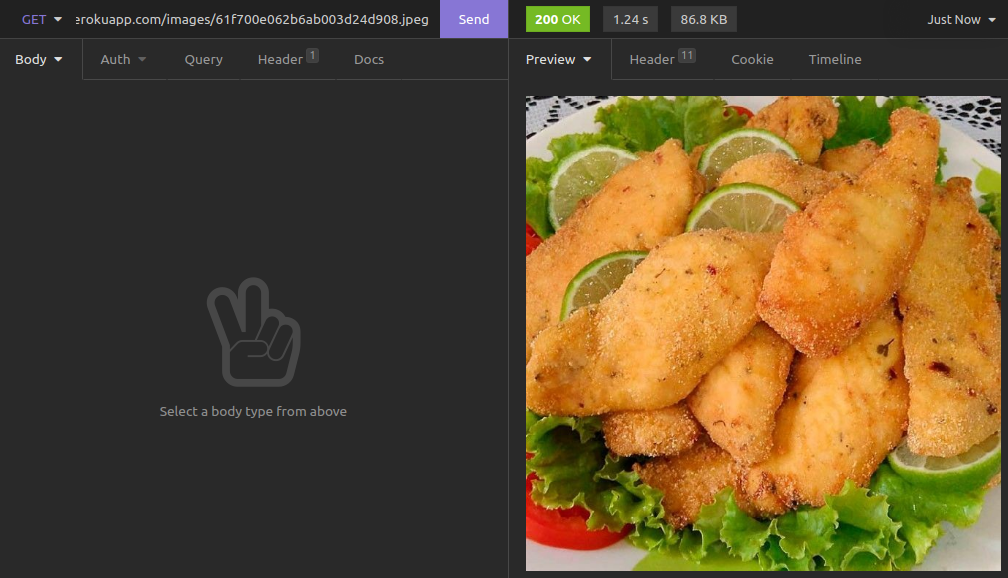 GET erokuapp.com/images/61f700e062b6ab003d24d908.jpeg Send
200 OK 1.24 s 86.8 KB Just Now
Body Auth Query Header 1 Docs
Preview Header 11 Cookie Timeline
Select a body type from above